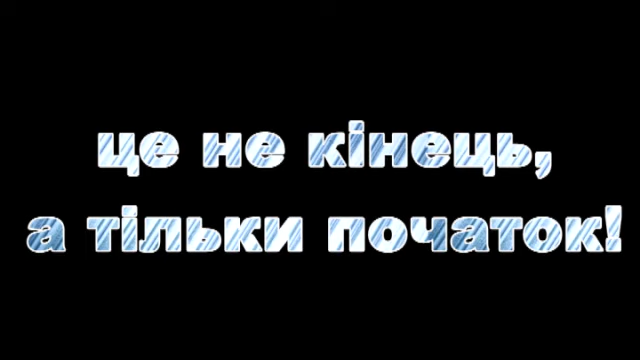 це не кінець,
а тільки початок!